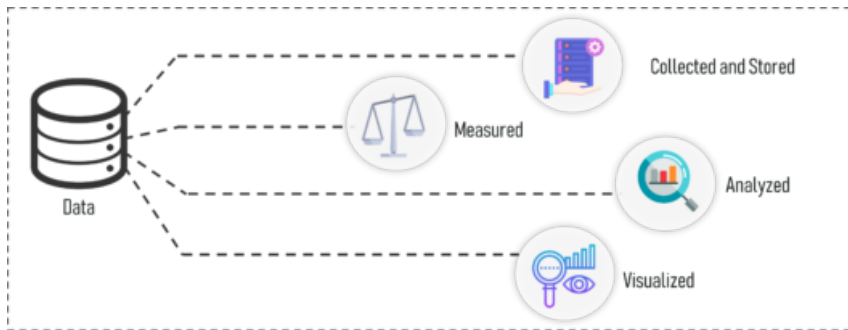 Collected and Stored
Measured
Analyzed
Data
Visualized